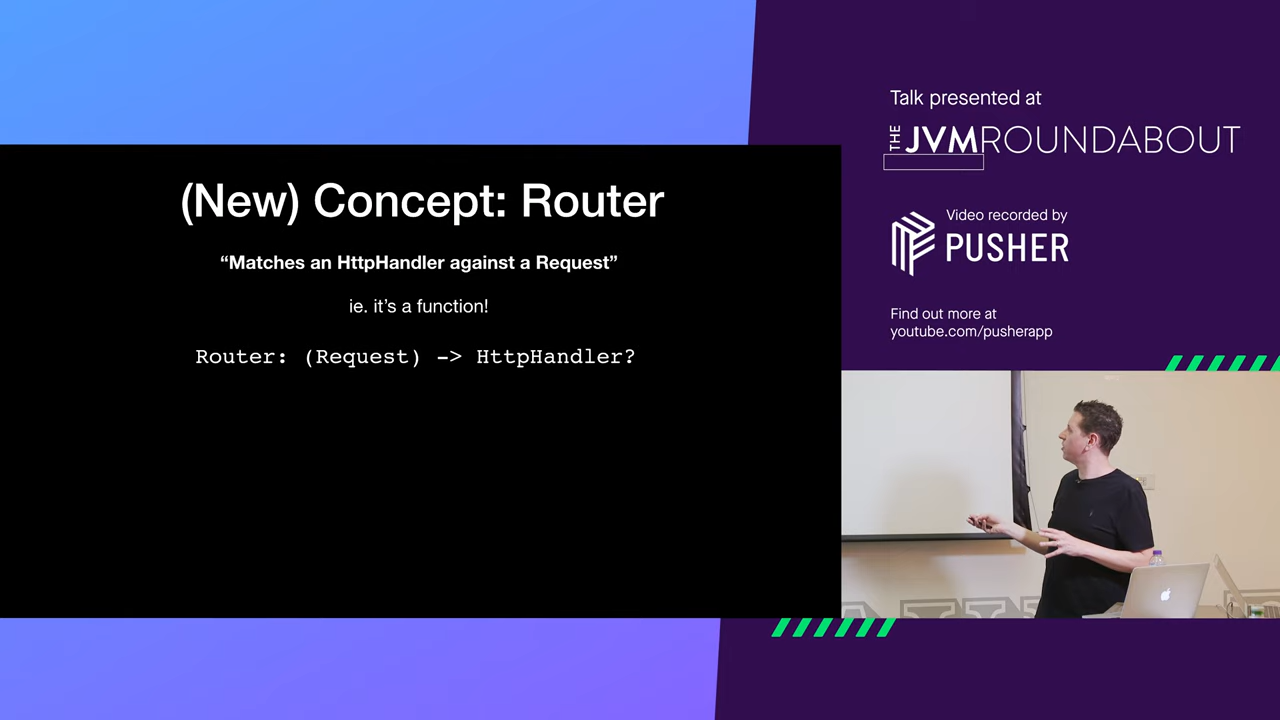 (New) Concept: Router
“Matches an HttpHandler against a Request”
ie. it’s a function!
Router: (Request) -> HttpHandler?
Talk presented at
THE JVMROUNDABOUT
Video recorded by
PUSHER
Find out more at
youtube.com/pusherapp